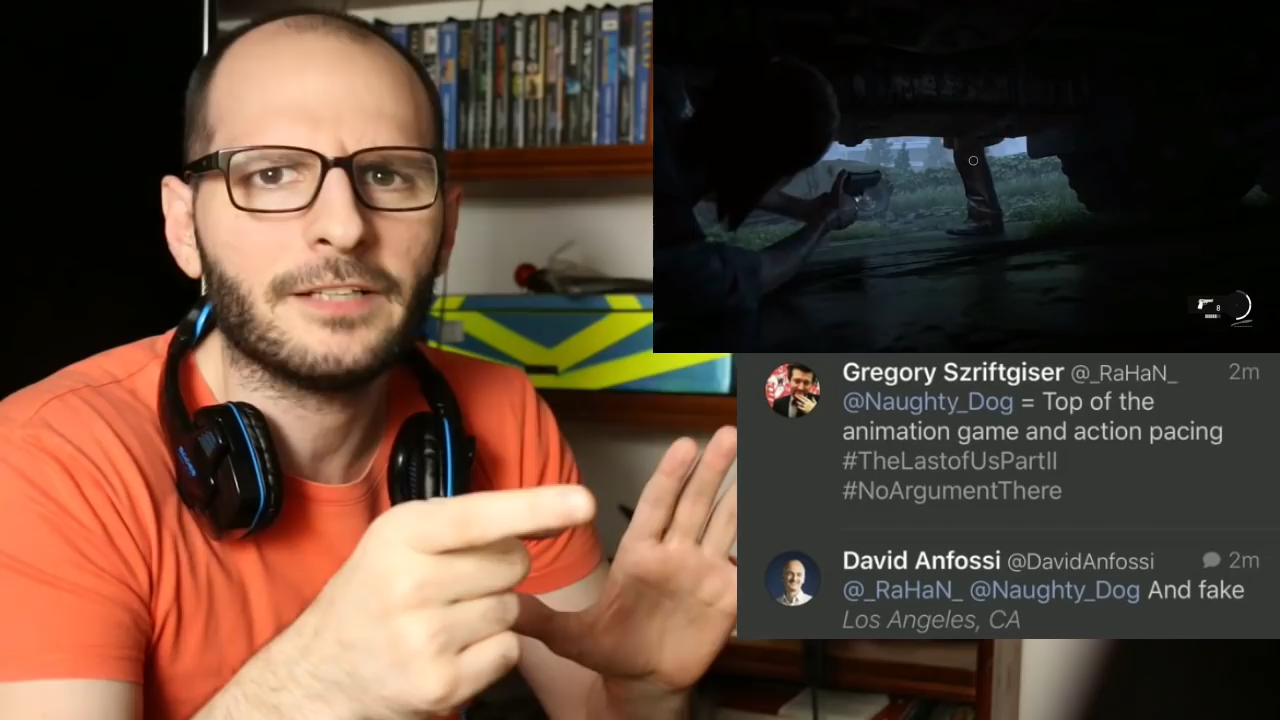 8
Gregory Szriftgiser @_RaHaN_ 2m
@Naughty_Dog = Top of the
animation game and action pacing
#TheLastofUsPartII
#NoArgumentThere
David Anfossi @DavidAnfossi 2m
@_RaHaN_ @Naughty_Dog And fake
Los Angeles, CA